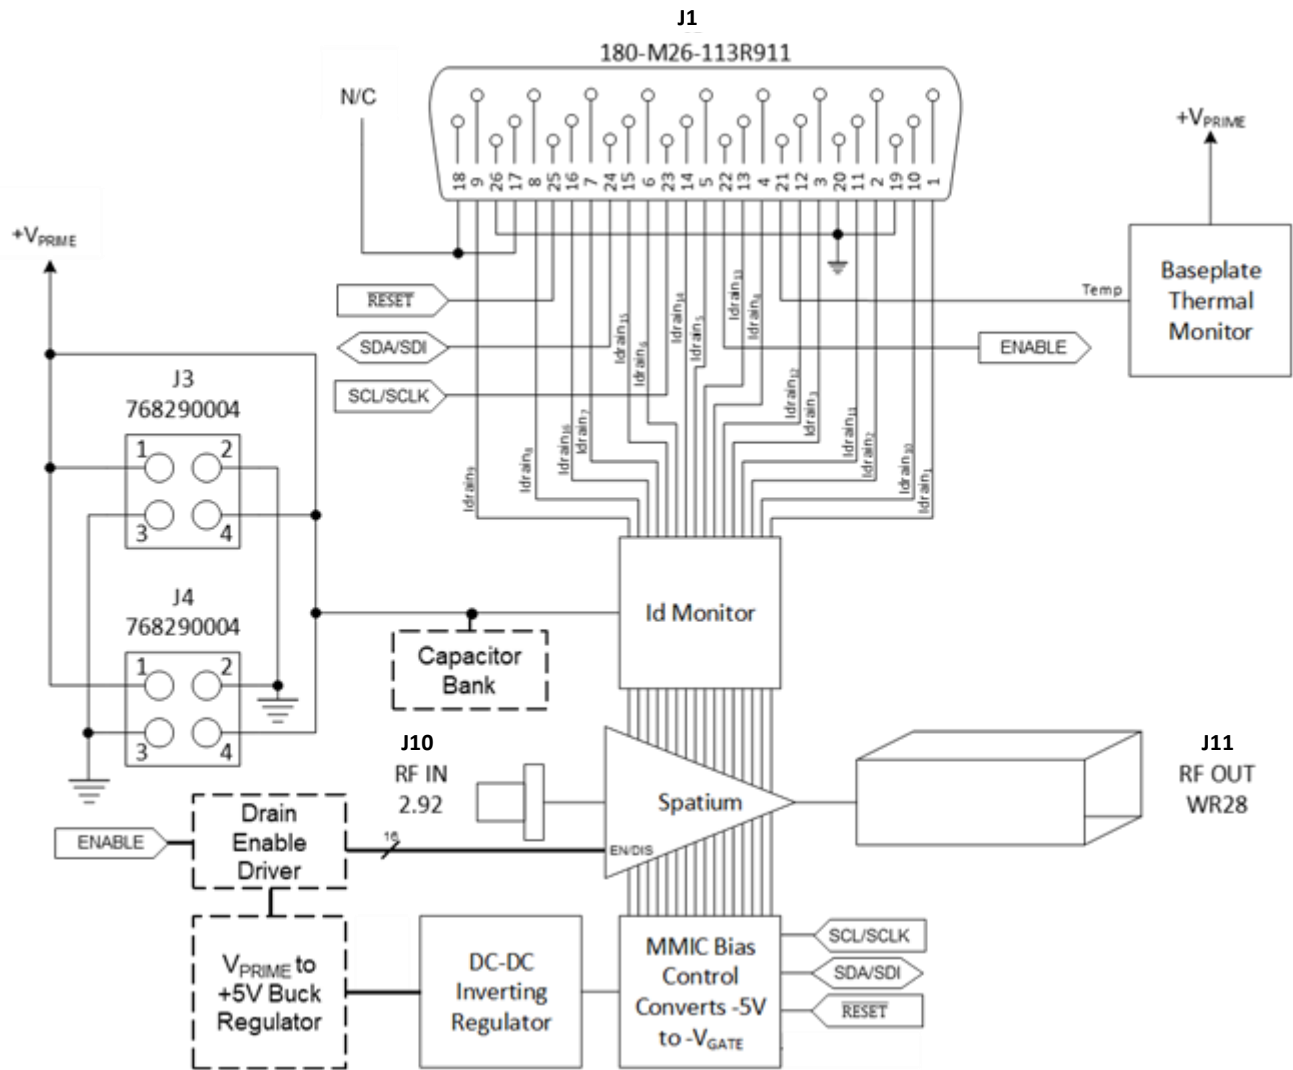 J1
180-M26-113R911
N/C
18 9 26 17 8 25 16 7 24 15 6 23 14 5 22 13 4 21 12 3 20 11 2 19 10 1
+VPRIME
Baseplate
Thermal
Monitor
Temp
+VPRIME
RESET
SDA/SDI
SCL/SCLK
ENABLE
Idrain9
Idrain8
Idrain16
Idrain7
Idrain15
Idrain6
Idrain14
Idrain5
Idrain13
Idrain4
Idrain12
Idrain3
Idrain11
Idrain2
Idrain10
Idrain1
J3
768290004
1 2
3 4
J4
768290004
1 2
3 4
Id Monitor
Capacitor
Bank
J10
RF IN
2.92
Spatium
EN/DIS
J11
RF OUT
WR28
ENABLE
Drain
Enable
Driver
16
VPRIME to
+5V Buck
Regulator
DC-DC
Inverting
Regulator
MMIC Bias
Control
Converts -5V
to -VGATE
SCL/SCLK
SDA/SDI
RESET